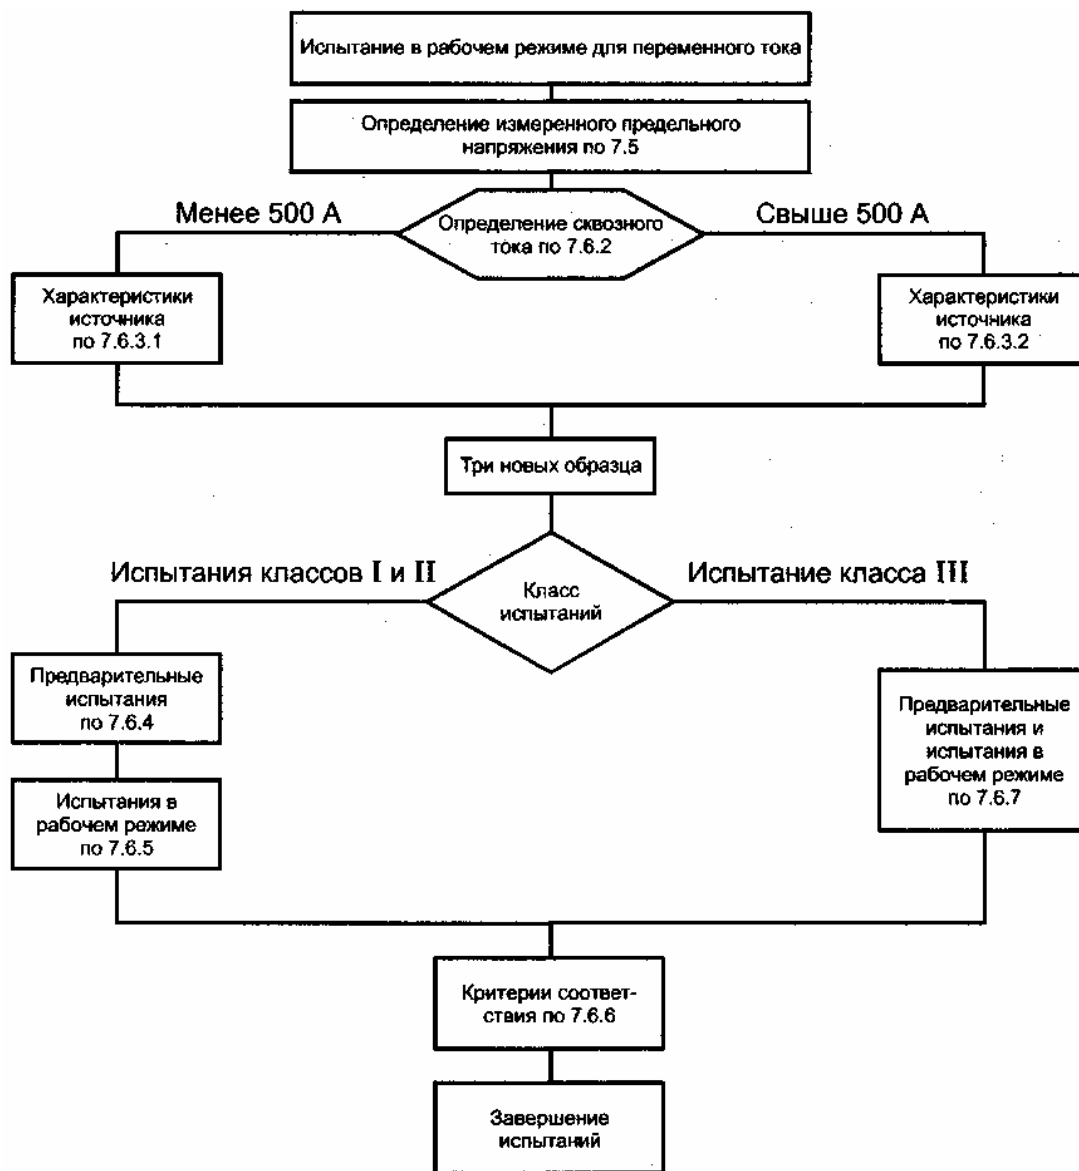 Испытание в рабочем режиме для переменного тока
Определение измеренного предельного
напряжения по 7.5
Менее 500 А
Определение сквозного
тока по 7.6.2
Свыше 500 А
Характеристики
источника
по 7.6.3.1
Характеристики
источника
по 7.6.3.2
Три новых образца
Испытания классов I и II
Класс
испытаний
Испытание класса III
Предварительные
испытания
по 7.6.4
Испытания в
рабочем режиме
по 7.6.5
Предварительные
испытания и
испытания в
рабочем режиме
по 7.6.7
Критерии соответ-
ствия по 7.6.6
Завершение
испытаний